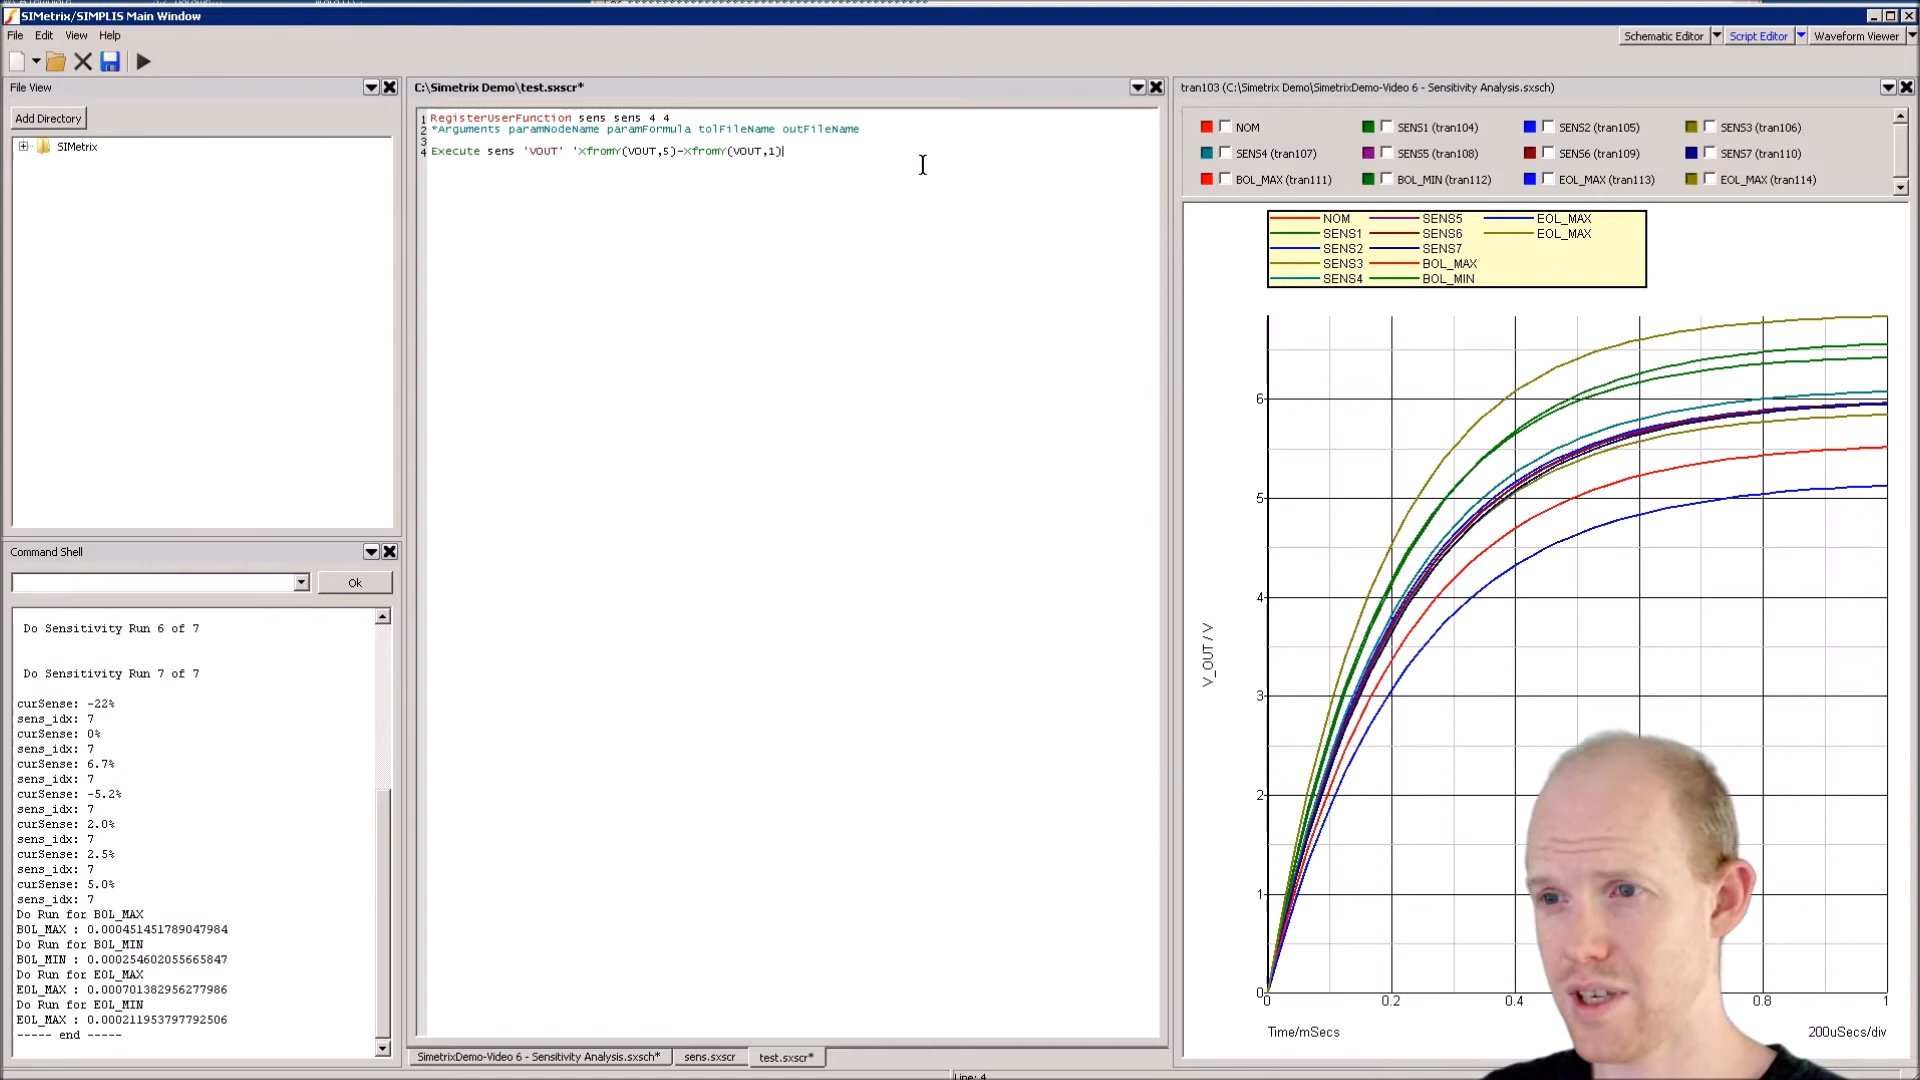 SIMetrix/SIMPLIS Main Window
File Edit View Help
Schematic Editor Script Editor Waveform Viewer
File View
Add Directory
SIMetrix
C:\Simetrix Demo\test.sxscr*
1 RegisterUserFunction sens sens 4 4
2 *Arguments paramNodeName paramFormula tolFileName outFileName
3
4 Execute sens 'VOUT' 'XfromY(VOUT,5)-XfromY(VOUT,1)
tran103 (C:\Simetrix Demo\SimetrixDemo-Video 6 - Sensitivity Analysis.sxsch)
NOM SENS1 (tran104) SENS2 (tran105) SENS3 (tran106)
SENS4 (tran107) SENS5 (tran108) SENS6 (tran109) SENS7 (tran110)
BOL_MAX (tran111) BOL_MIN (tran112) EOL_MAX (tran113) EOL_MAX (tran114)
NOM SENS5 EOL_MAX
SENS1 SENS6 EOL_MAX
SENS2 SENS7
SENS3 BOL_MAX
SENS4 BOL_MIN
6
5
4
3
2
1
0
V_OUT / V
0 0.2 0.4 0.8 1
Time/mSecs 200uSecs/div
Command Shell
Ok
Do Sensitivity Run 6 of 7
Do Sensitivity Run 7 of 7
curSense: -22%
sens_idx: 7
curSense: 0%
sens_idx: 7
curSense: 6.7%
sens_idx: 7
curSense: -5.2%
sens_idx: 7
curSense: 2.0%
sens_idx: 7
curSense: 2.5%
sens_idx: 7
curSense: 5.0%
sens_idx: 7
Do Run for BOL_MAX
BOL_MAX : 0.000451451789047984
Do Run for BOL_MIN
BOL_MIN : 0.000254602055665847
Do Run for EOL_MAX
EOL_MAX : 0.000701382956277986
Do Run for EOL_MIN
EOL_MAX : 0.000211953797792506
----- end -----
SimetrixDemo-Video 6 - Sensitivity Analysis.sxsch* sens.sxscr test.sxscr*
Line: 4